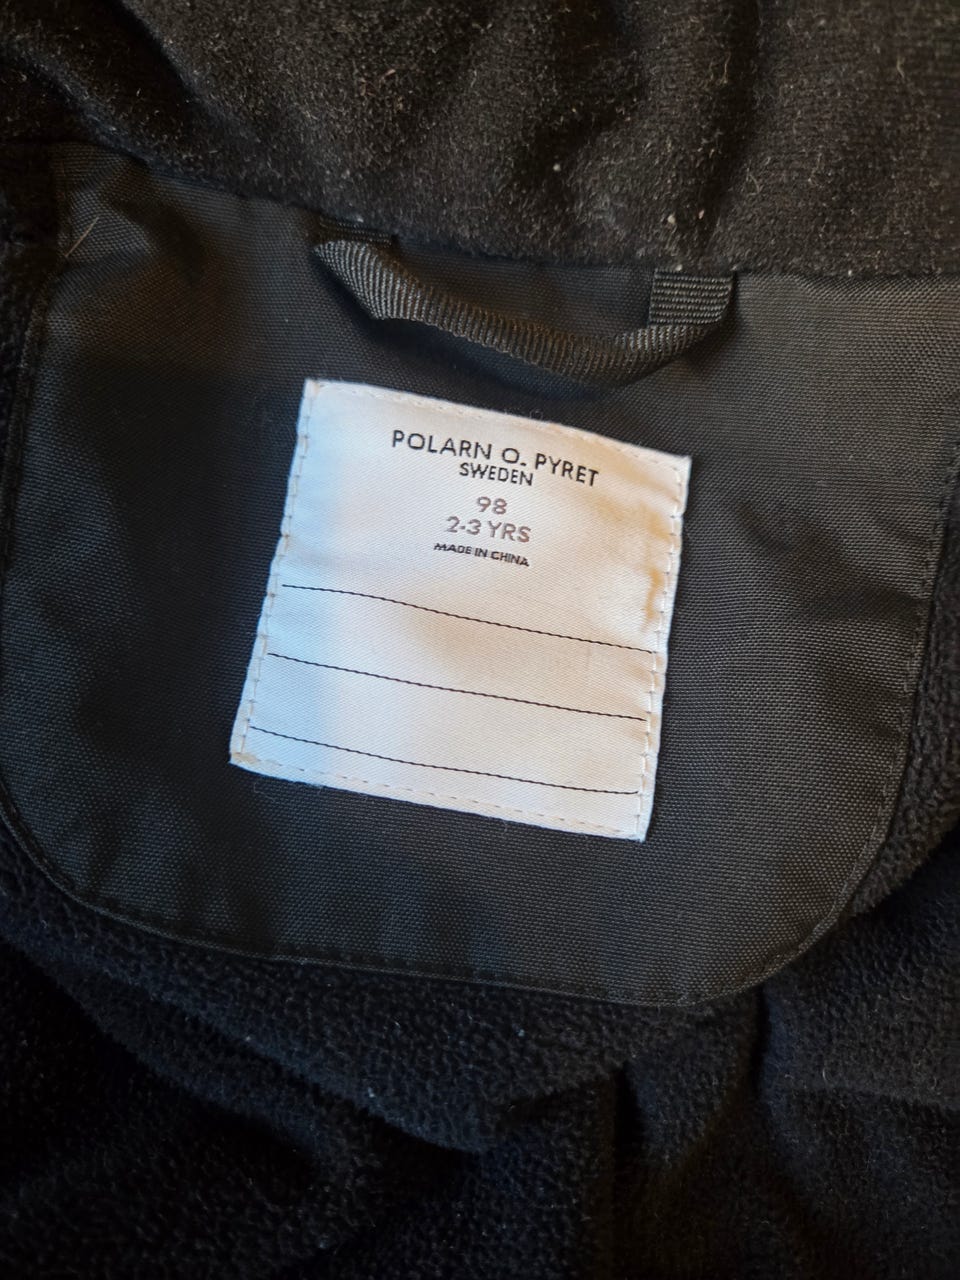 POLARN O. PYRET
SWEDEN
98
2-3 YRS
MADE IN CHINA